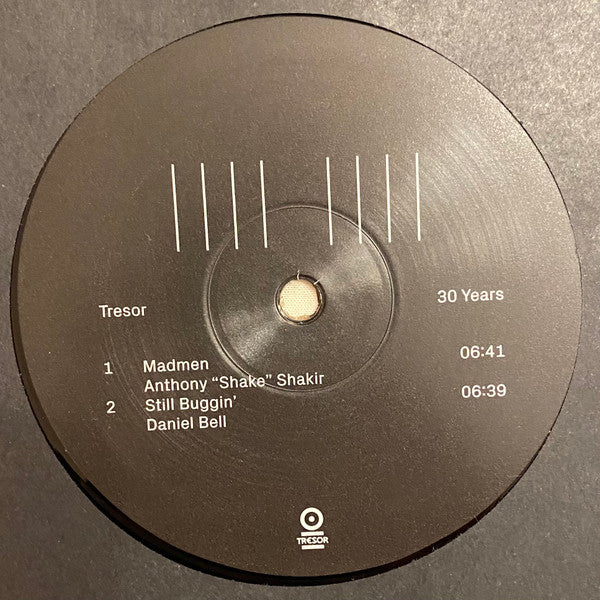 Tresor
30 Years
1 Madmen 06:41
Anthony “Shake” Shakir
2 Still Buggin’ 06:39
Daniel Bell
TRESOR